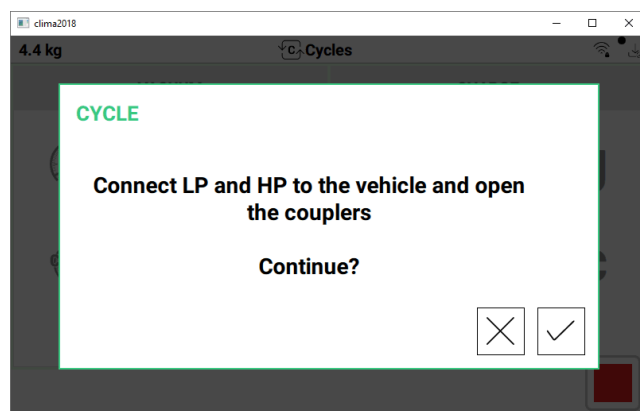 clima2018
4.4 kg
C Cycles
CYCLE
Connect LP and HP to the vehicle and open
the couplers
Continue?